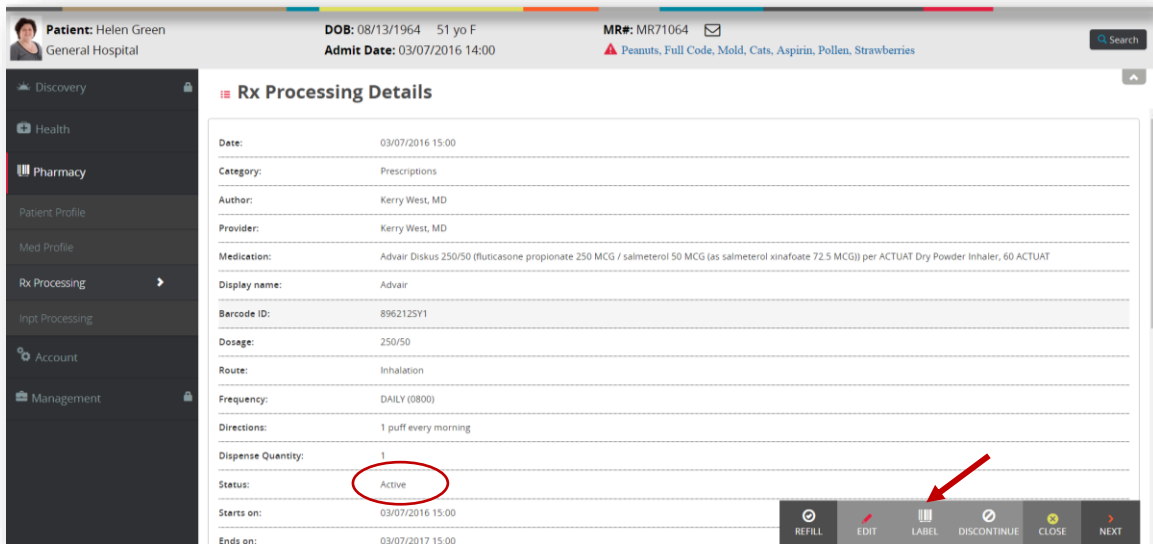 Patient: Helen Green
General Hospital
DOB: 08/13/1964 51 yo F
Admit Date: 03/07/2016 14:00
MR#: MR71064
Peanuts, Full Code, Mold, Cats, Aspirin, Pollen, Strawberries
Search
Discovery
Health
Pharmacy
Patient Profile
Med Profile
Rx Processing
Inpt Processing
Account
Management
Rx Processing Details
Date: 03/07/2016 15:00
Category: Prescriptions
Author: Kerry West, MD
Provider: Kerry West, MD
Medication: Advair Diskus 250/50 (fluticasone propionate 250 MCG / salmeterol 50 MCG (as salmeterol xinafoate 72.5 MCG)) per ACTUAT Dry Powder Inhaler, 60 ACTUAT
Display name: Advair
Barcode ID: 896212SY1
Dosage: 250/50
Route: Inhalation
Frequency: DAILY (0800)
Directions: 1 puff every morning
Dispense Quantity: 1
Status: Active
Starts on: 03/07/2016 15:00
Ends on: 03/07/2017 15:00
REFILL EDIT LABEL DISCONTINUE CLOSE NEXT